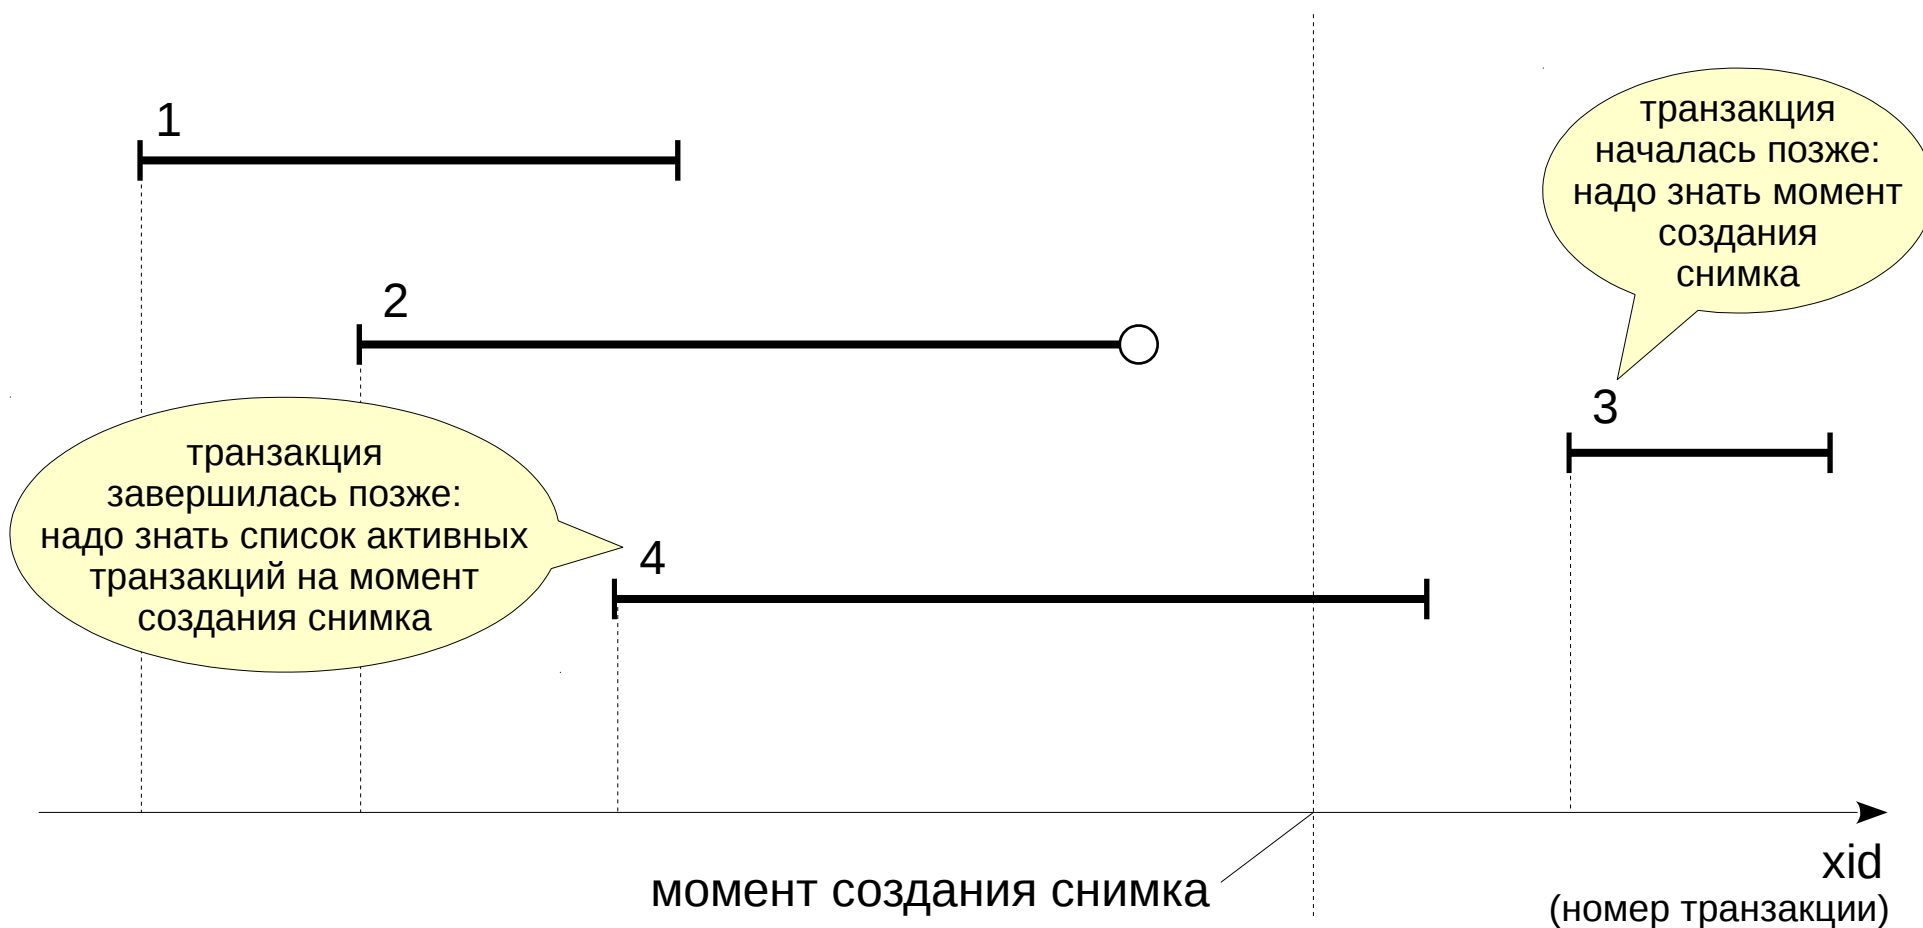 1
транзакция
началась позже:
надо знать момент
создания
снимка
2
3
транзакция
завершилась позже:
надо знать список активных
транзакций на момент
создания снимка
4
момент создания снимка
xid
(номер транзакции)